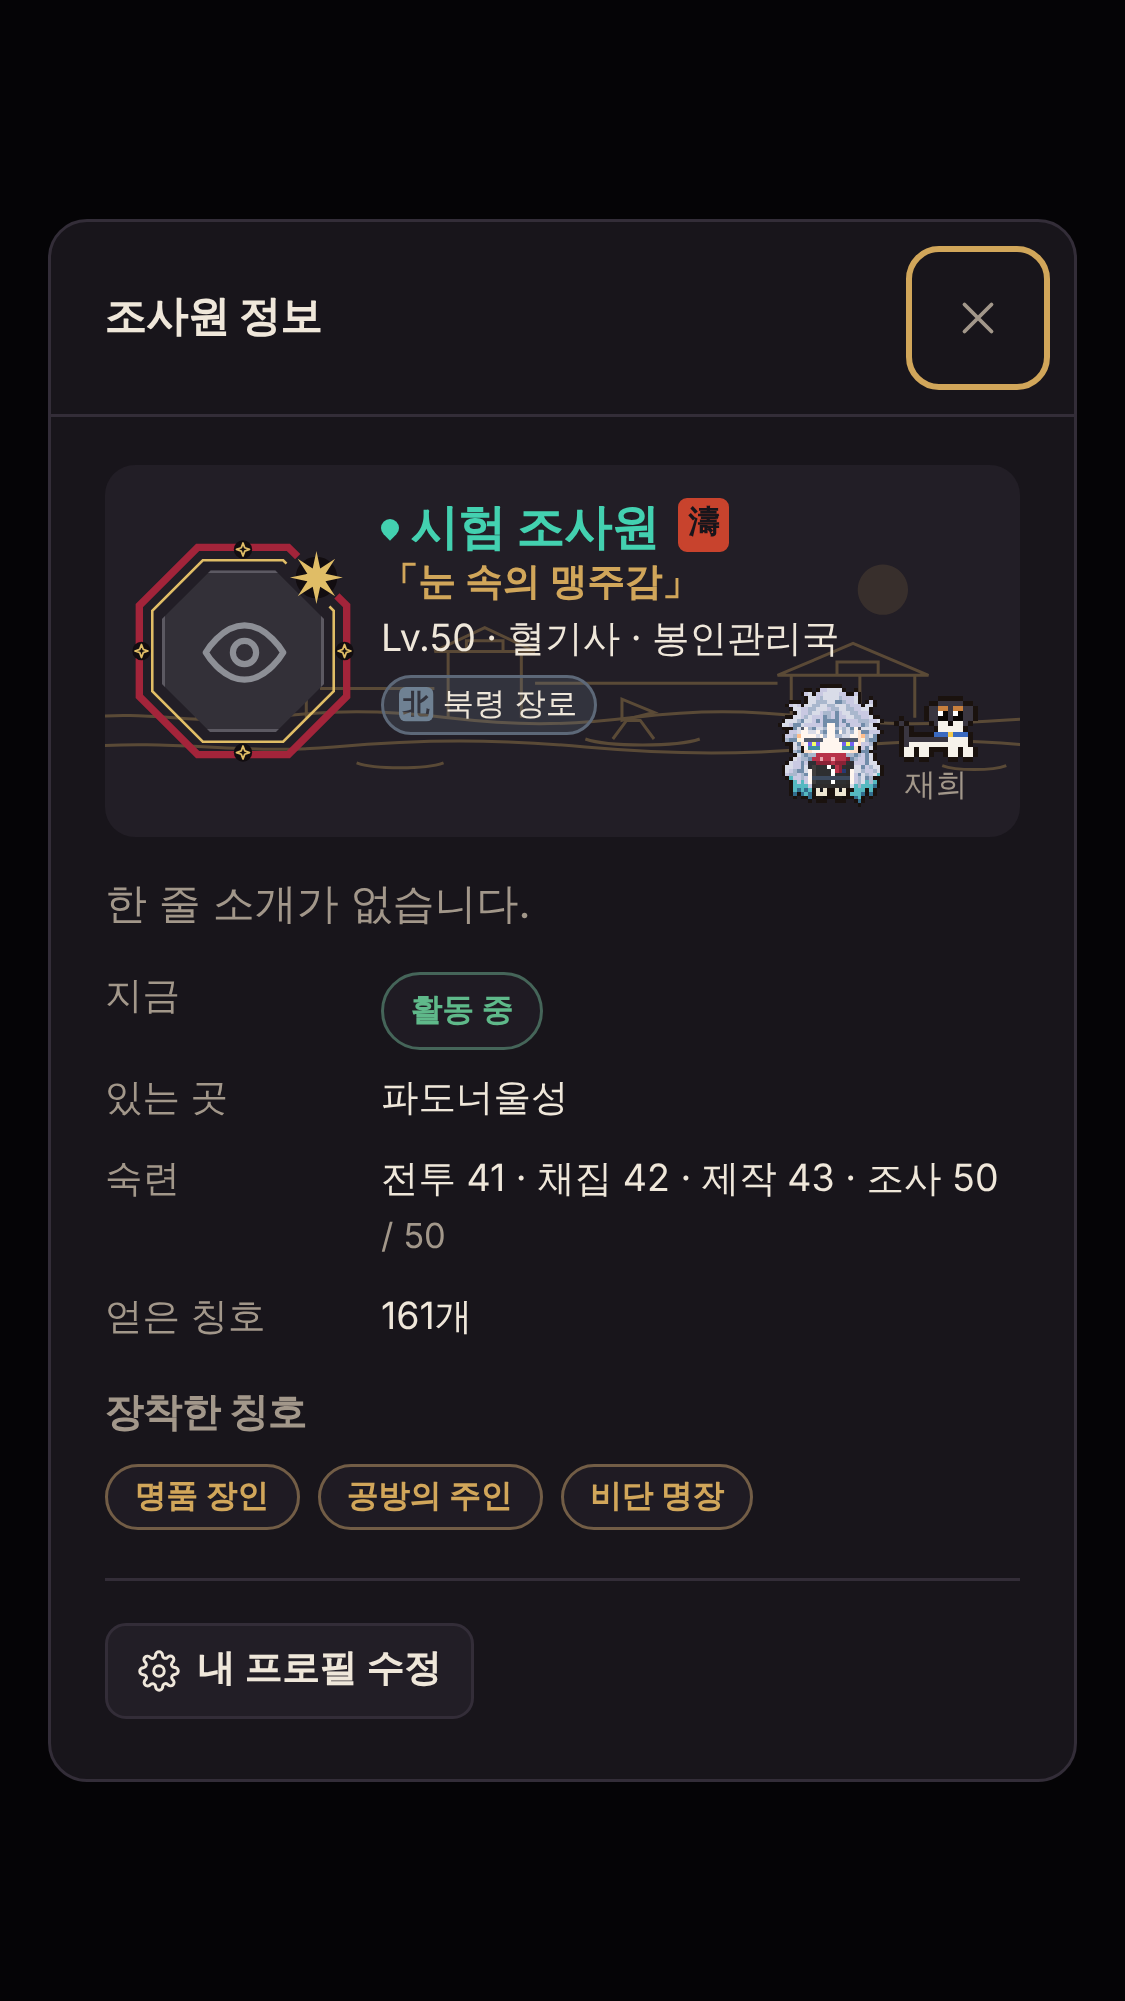 조사원 정보
시험 조사원 濤
「눈 속의 맹주감」
Lv.50 · 혈기사 · 봉인관리국
北 북령 장로
재희
한 줄 소개가 없습니다.
지금 활동 중
있는 곳 파도너울성
숙련 전투 41 · 채집 42 · 제작 43 · 조사 50
/ 50
얻은 칭호 161개
장착한 칭호
명품 장인 공방의 주인 비단 명장
내 프로필 수정